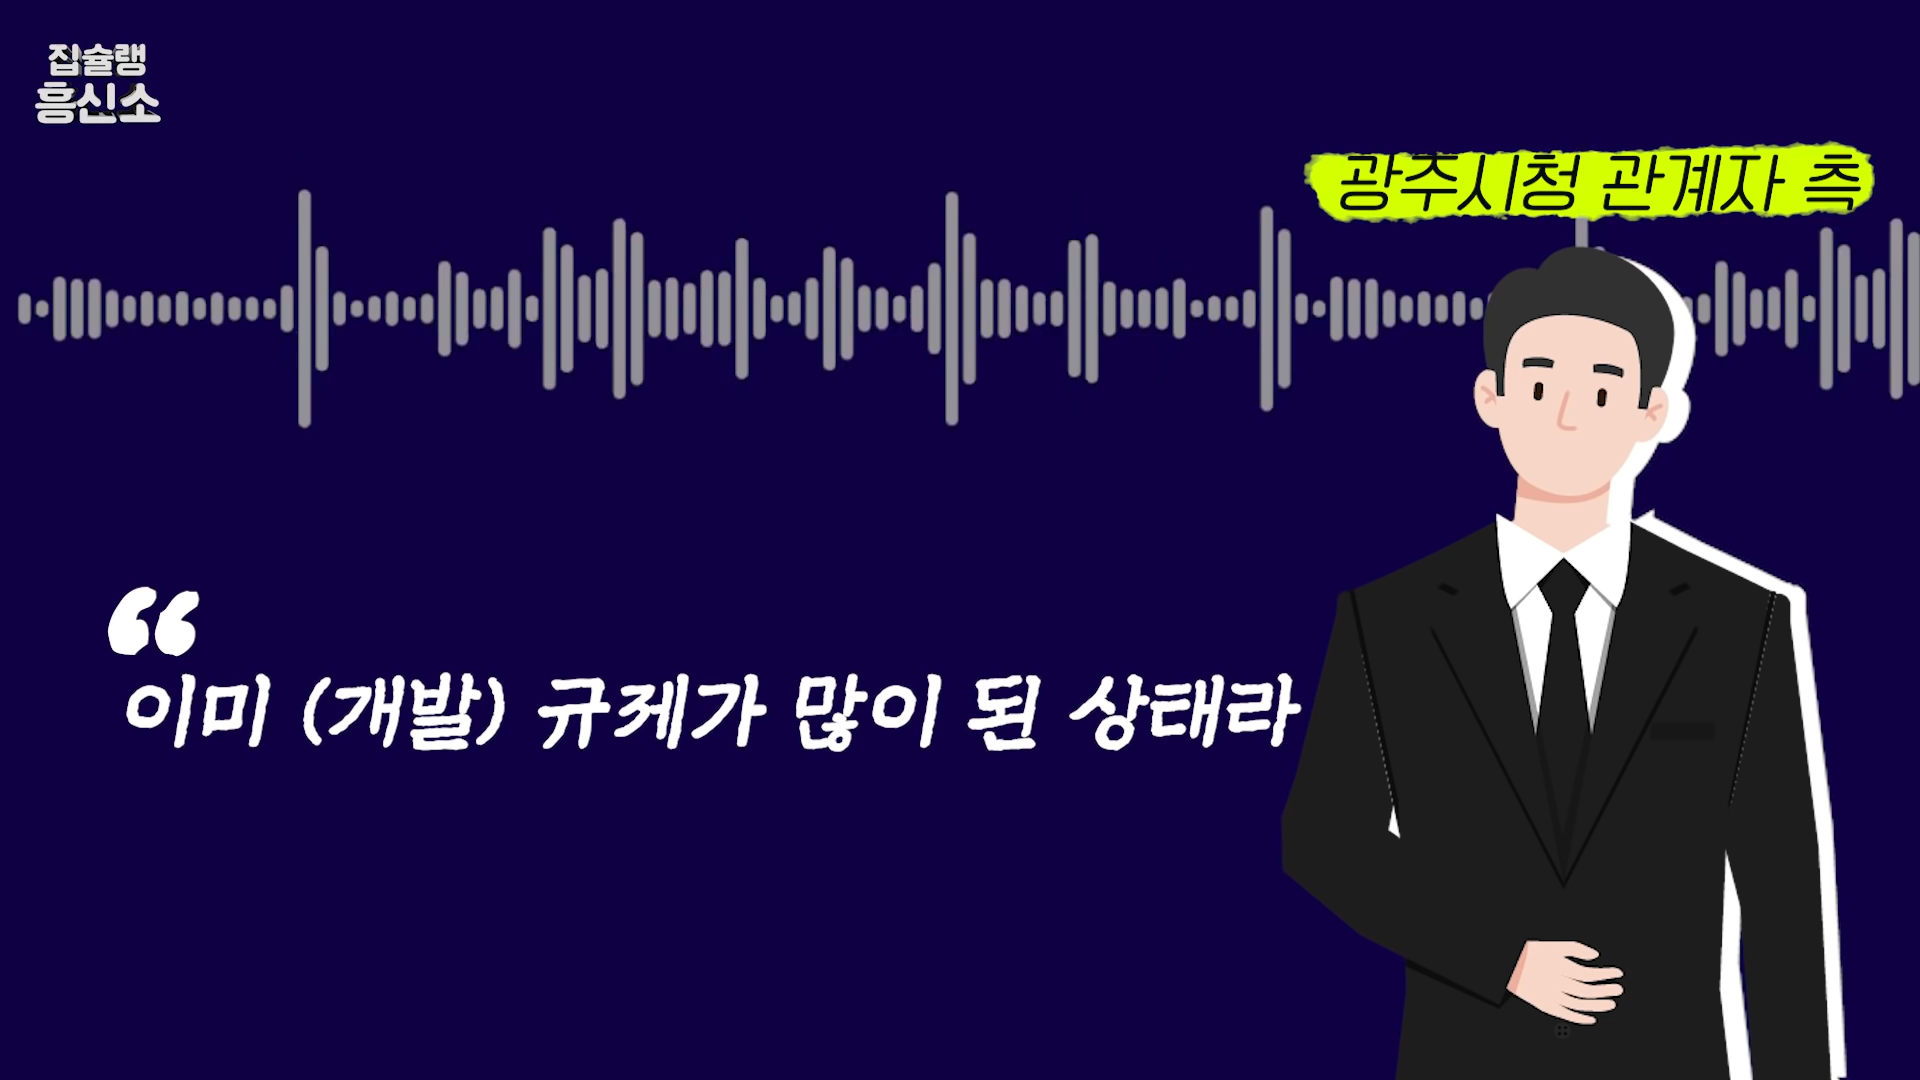 집슐랭
흥신소
광주시청 관계자 측
“
이미 (개발) 규제가 많이 된 상태라